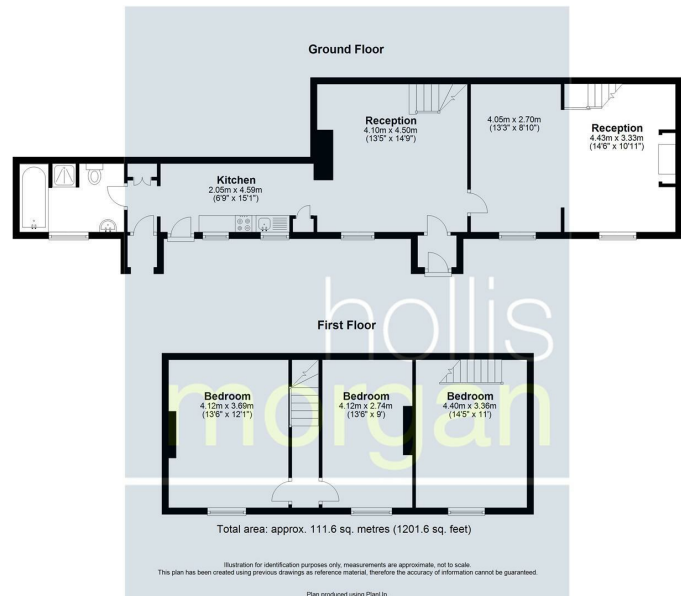 Ground Floor
Reception
4.10m x 4.50m
(13'5" x 14'9")
4.05m x 2.70m
(13'3" x 8'10")
Reception
4.43m x 3.33m
(14'6" x 10'11")
Kitchen
2.05m x 4.59m
(6'9" x 15'1")
hollis
morgan
First Floor
Bedroom
4.12m x 3.69m
(13'6" x 12'1")
Bedroom
4.12m x 2.74m
(13'6" x 9')
Bedroom
4.40m x 3.36m
(14'5" x 11')
Total area: approx. 111.6 sq. metres (1201.6 sq. feet)
Illustration for identification purposes only, measurements are approximate, not to scale.
This plan has been created using previous drawings as reference material, therefore the accuracy of information cannot be guaranteed.
Plan produced using PlanUp.